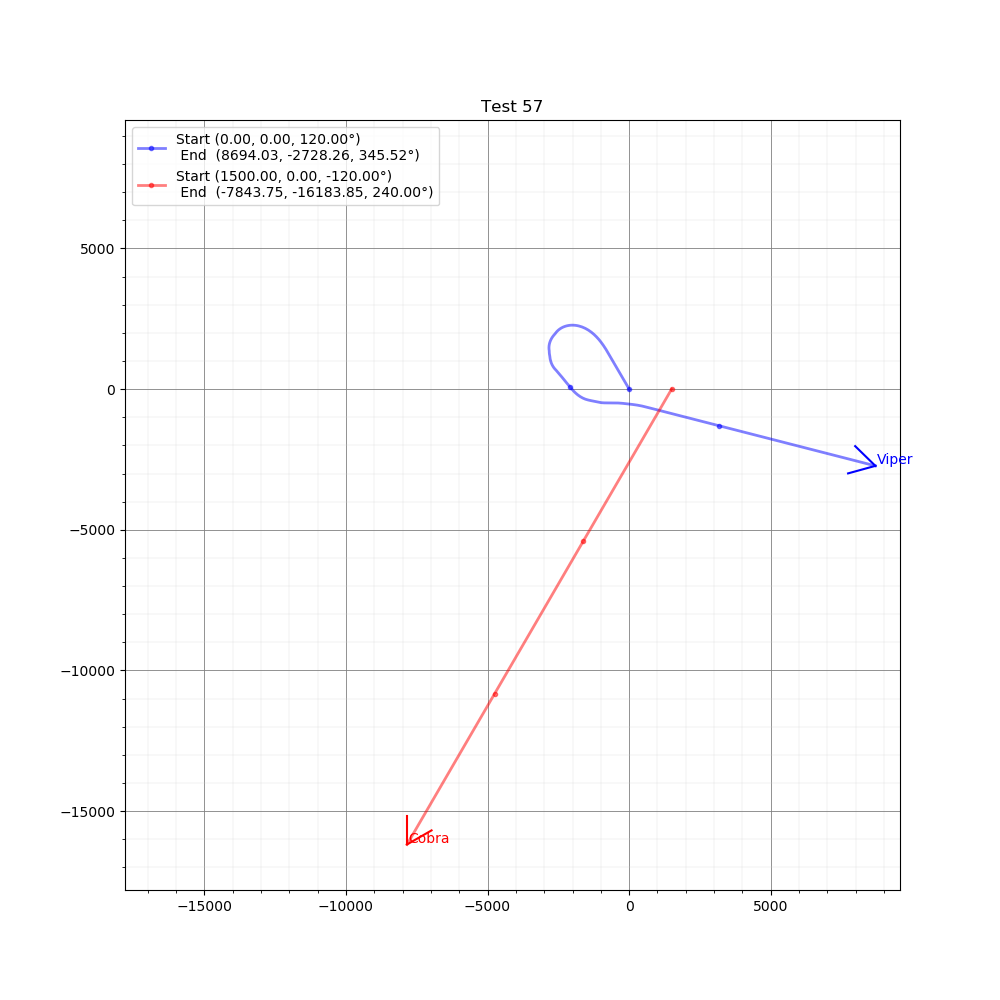 Test 57
Start (0.00, 0.00, 120.00°)
End  (8694.03, -2728.26, 345.52°)
Start (1500.00, 0.00, -120.00°)
End  (-7843.75, -16183.85, 240.00°)
5000
0
Viper
−5000
−10000
−15000
Cobra
−15000 −10000 −5000 0 5000